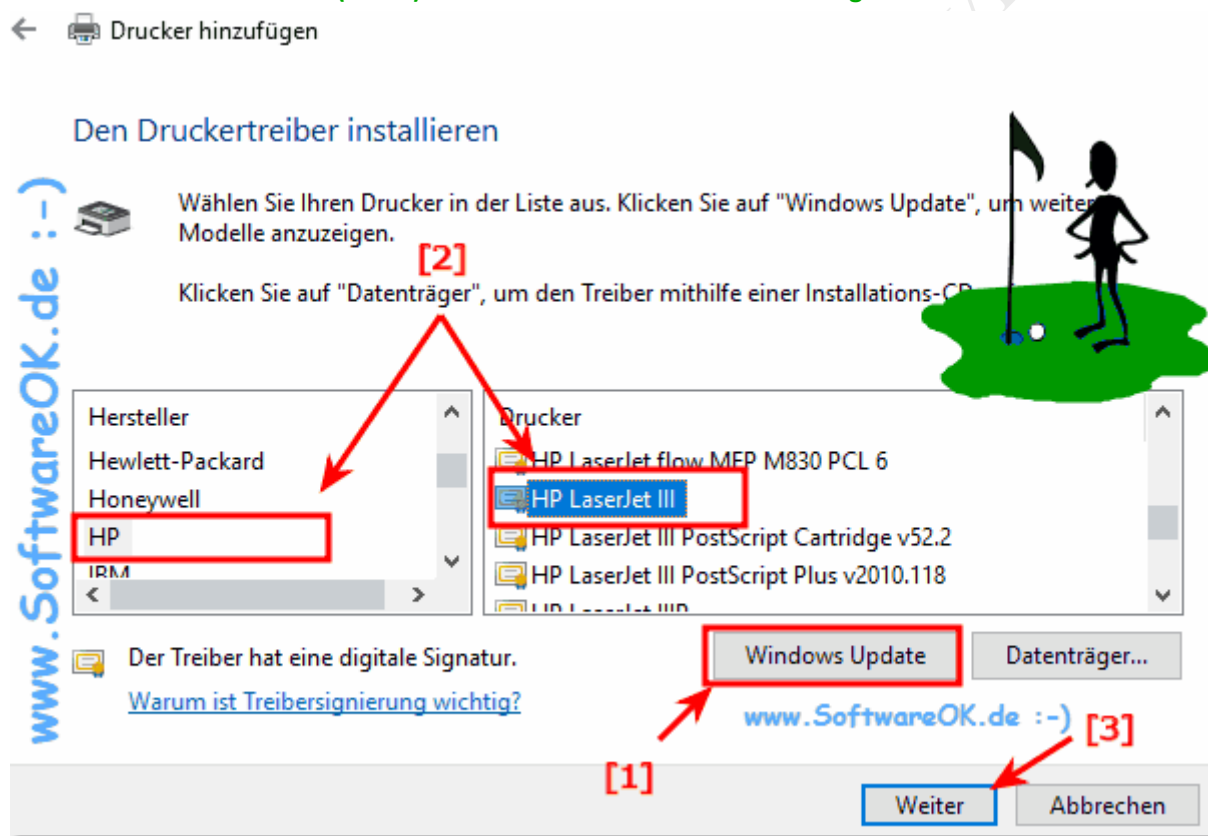 Drucker hinzufügen
Den Druckertreiber installieren
Wählen Sie Ihren Drucker in der Liste aus. Klicken Sie auf "Windows Update", um weiter
Modelle anzuzeigen.
[2]
Klicken Sie auf "Datenträger", um den Treiber mithilfe einer Installations-CD
Hersteller
Hewlett-Packard
Honeywell
HP
IBM
Drucker
HP LaserJet flow MFP M830 PCL 6
HP LaserJet III
HP LaserJet III PostScript Cartridge v52.2
HP LaserJet III PostScript Plus v2010.118
HP LaserJet IIIP
Der Treiber hat eine digitale Signatur.
Warum ist Treibersignierung wichtig?
Windows Update
Datenträger...
www.SoftwareOK.de :-)
[3]
[1]
Weiter
Abbrechen
www.SoftwareOK.de :-)